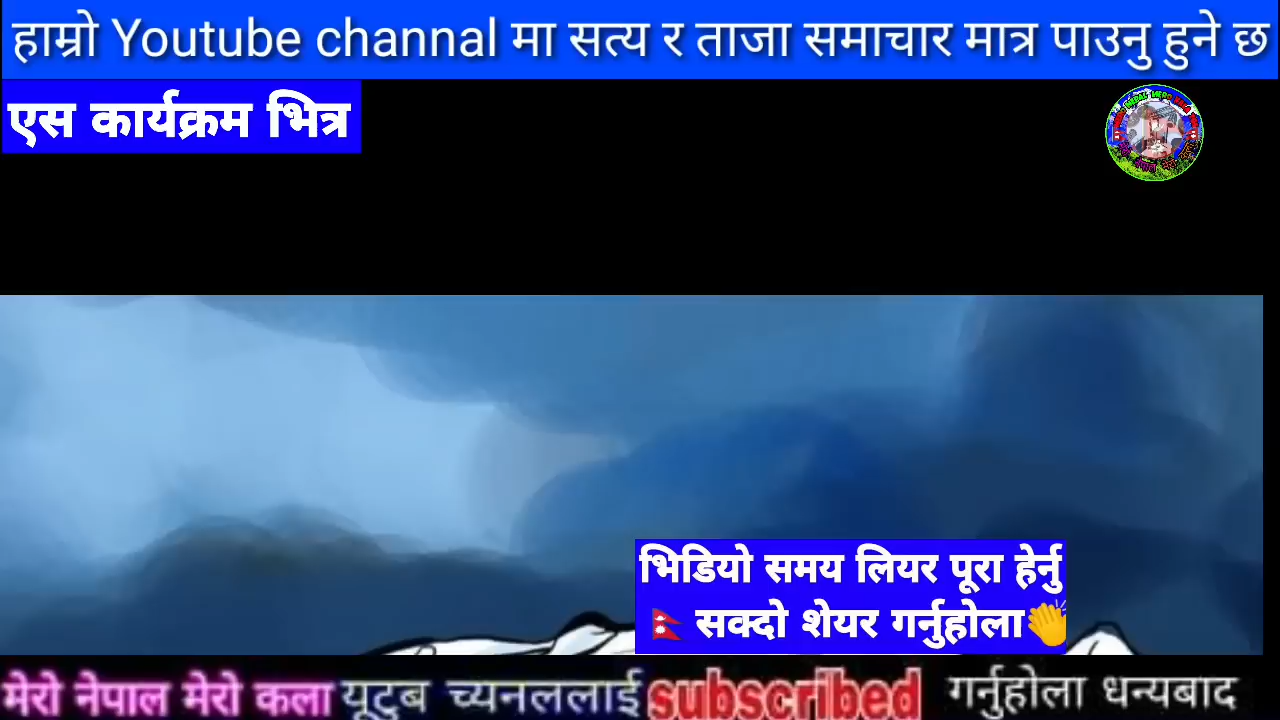 हाम्रो Youtube channal मा सत्य र ताजा समाचार मात्र पाउनु हुने छ
एस कार्यक्रम भित्र
भिडियो समय लियर पूरा हेर्नु
🇳🇵 सक्दो शेयर गर्नुहोला👏
मेरो नेपाल मेरो कला यूटुब च्यनललाई subscribed गर्नुहोला धन्यबाद